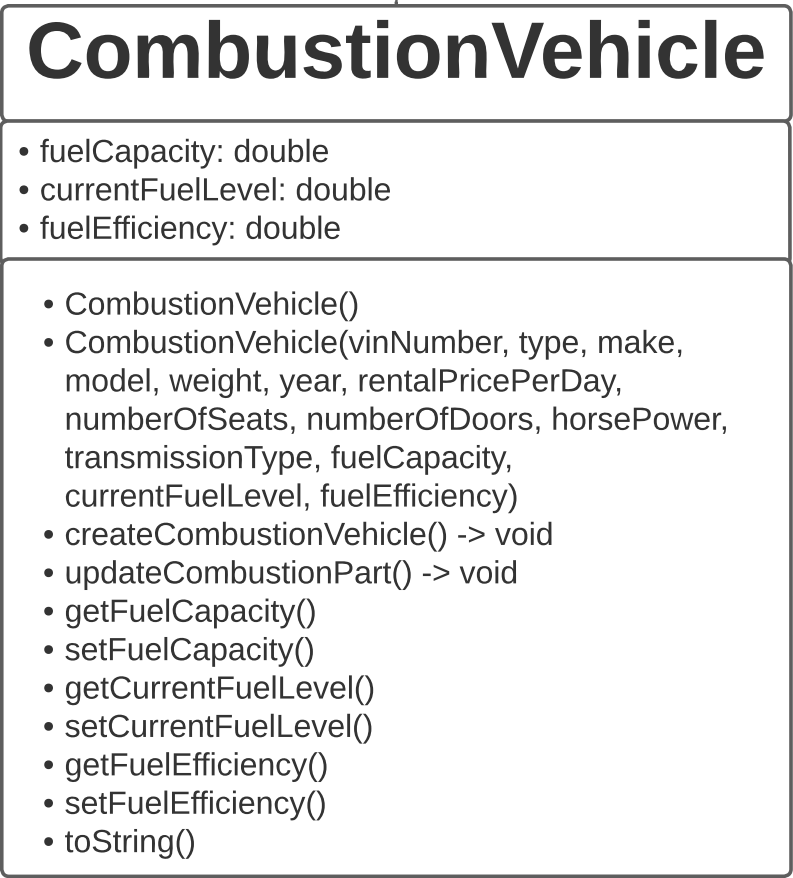 CombustionVehicle
• fuelCapacity: double
• currentFuelLevel: double
• fuelEfficiency: double
• CombustionVehicle()
• CombustionVehicle(vinNumber, type, make,
model, weight, year, rentalPricePerDay,
numberOfSeats, numberOfDoors, horsePower,
transmissionType, fuelCapacity,
currentFuelLevel, fuelEfficiency)
• createCombustionVehicle() -> void
• updateCombustionPart() -> void
• getFuelCapacity()
• setFuelCapacity()
• getCurrentFuelLevel()
• setCurrentFuelLevel()
• getFuelEfficiency()
• setFuelEfficiency()
• toString()